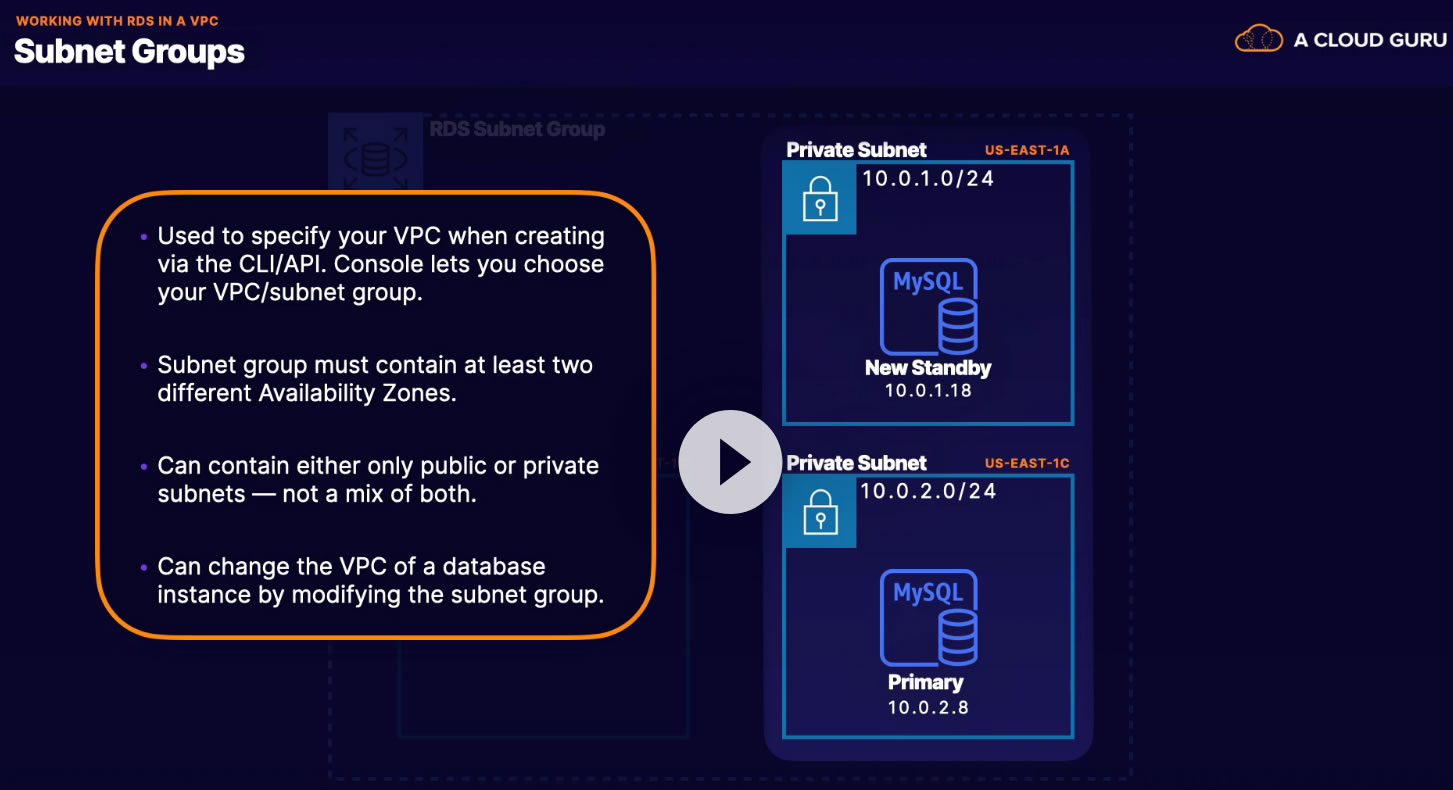 WORKING WITH RDS IN A VPC
Subnet Groups
A CLOUD GURU
RDS Subnet Group
• Used to specify your VPC when creating
via the CLI/API. Console lets you choose
your VPC/subnet group.
• Subnet group must contain at least two
different Availability Zones.
• Can contain either only public or private
subnets — not a mix of both.
• Can change the VPC of a database
instance by modifying the subnet group.
Private Subnet
US-EAST-1A
10.0.1.0/24
MySQL
New Standby
10.0.1.18
Private Subnet
US-EAST-1C
10.0.2.0/24
MySQL
Primary
10.0.2.8